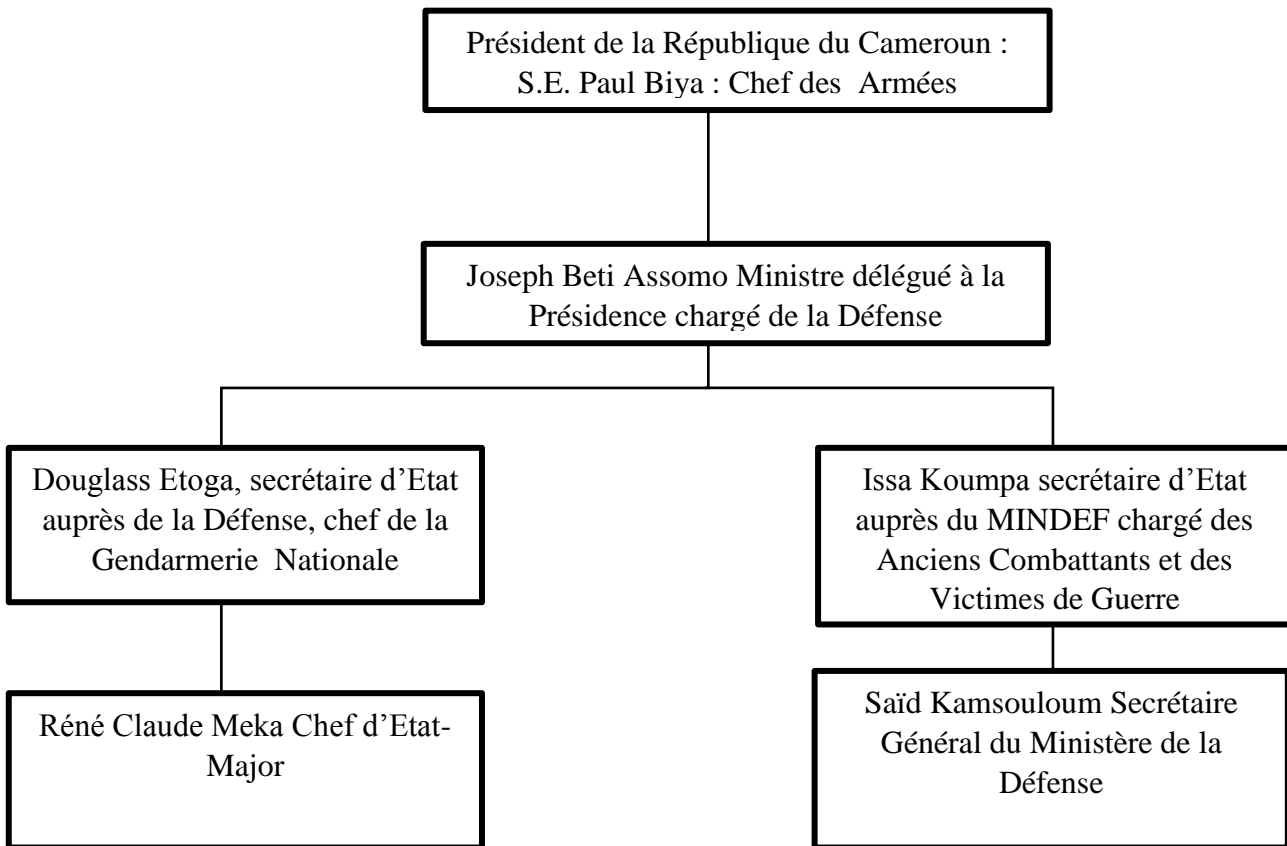 Président de la République du Cameroun :
S.E. Paul Biya : Chef des Armées
Joseph Beti Assomo Ministre délégué à la
Présidence chargé de la Défense
Douglass Etoga, secrétaire d’Etat
auprès de la Défense, chef de la
Gendarmerie Nationale
Issa Koumpa secrétaire d’Etat
auprès du MINDEF chargé des
Anciens Combattants et des
Victimes de Guerre
Réné Claude Meka Chef d’Etat-
Major
Saïd Kamsouloum Secrétaire
Général du Ministère de la
Défense